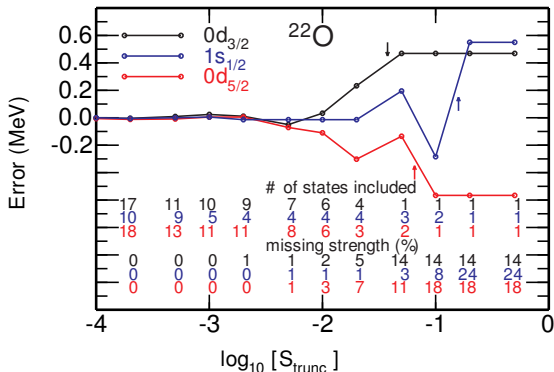 0.6
0.4
0.2
0.0
-0.2
Error (MeV)
0d3/2
1s1/2
0d5/2
22O
# of states included
17 11 10 9 7 6 4 1 1 1 1
10 9 5 4 4 4 4 3 2 1 1
18 13 11 11 8 6 3 2 1 1 1
missing strength (%)
0 0 0 1 1 2 5 14 14 14 14
0 0 0 0 1 1 1 3 8 24 24
0 0 0 0 1 3 7 11 18 18 18
-4 -3 -2 -1 0
log10 [Strunc]